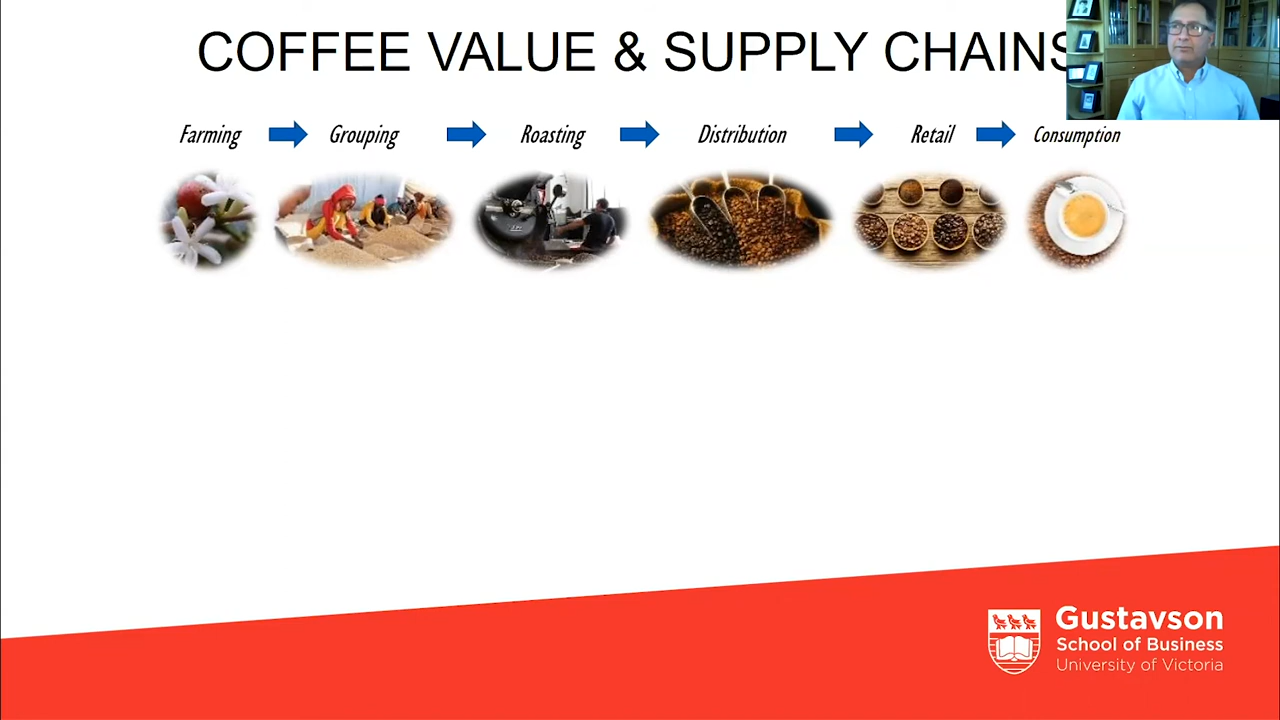 COFFEE VALUE & SUPPLY CHAINS
Farming Grouping Roasting Distribution Retail Consumption
Gustavson
School of Business
University of Victoria